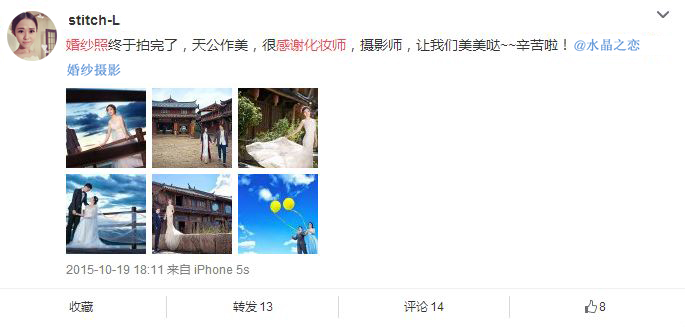 stitch-L
婚纱照终于拍完了，天公作美，很感谢化妆师，摄影师，让我们美美哒~~辛苦啦！@水晶之恋
婚纱摄影
2015-10-19 18:11 来自 iPhone 5s
收藏
转发 13
评论 14
8